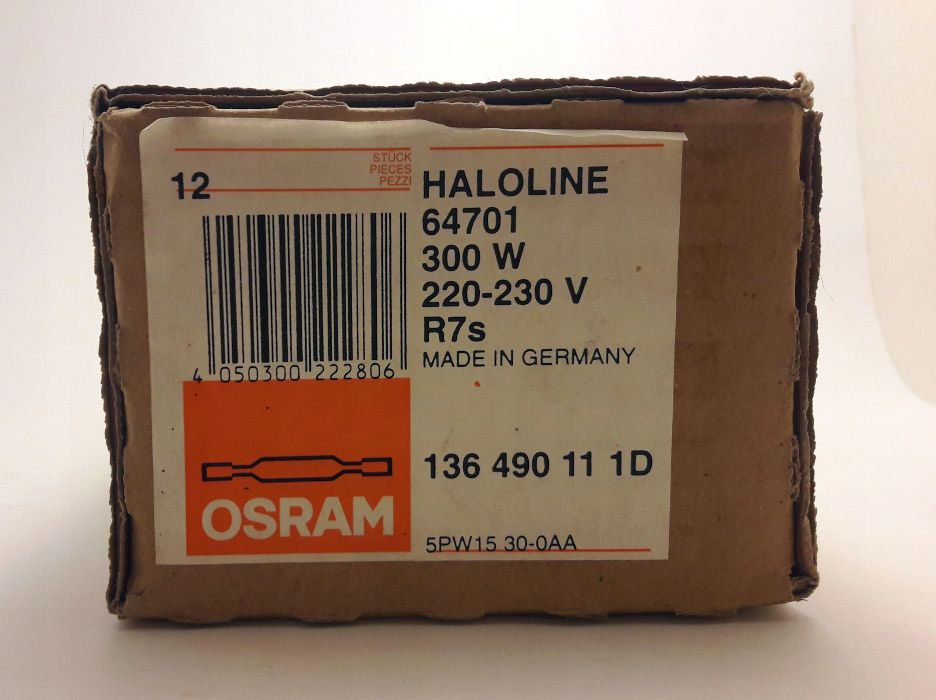 12
STÜCK
PIECES
PEZZI
4 050300 222806
OSRAM
HALOLINE
64701
300 W
220-230 V
R7s
MADE IN GERMANY
136 490 11 1D
5PW15 30-0AA